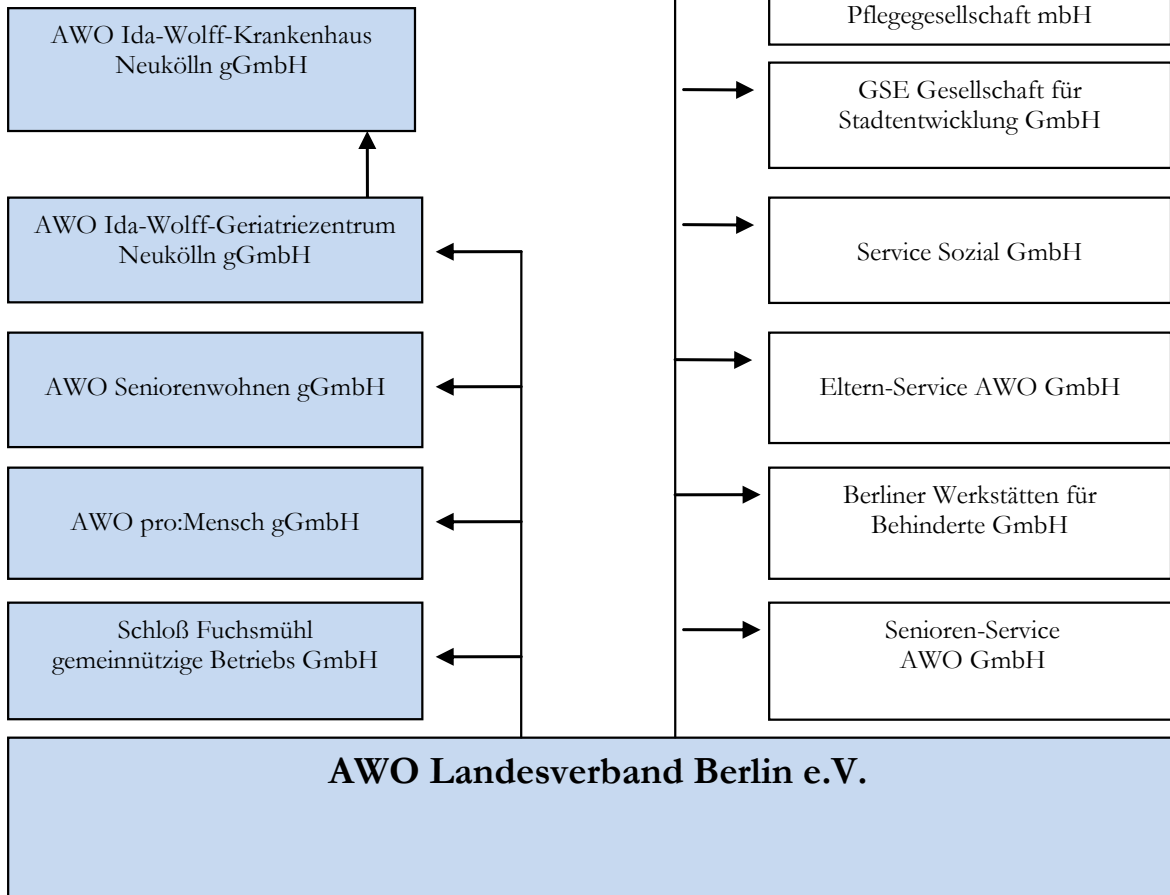 AWO Ida-Wolff-Krankenhaus
Neukölln gGmbH
AWO Ida-Wolff-Geriatriezentrum
Neukölln gGmbH
AWO Seniorenwohnen gGmbH
AWO pro:Mensch gGmbH
Schloß Fuchsmühl
gemeinnützige Betriebs GmbH
Pflegegesellschaft mbH
GSE Gesellschaft für
Stadtentwicklung GmbH
Service Sozial GmbH
Eltern-Service AWO GmbH
Berliner Werkstätten für
Behinderte GmbH
Senioren-Service
AWO GmbH
AWO Landesverband Berlin e.V.